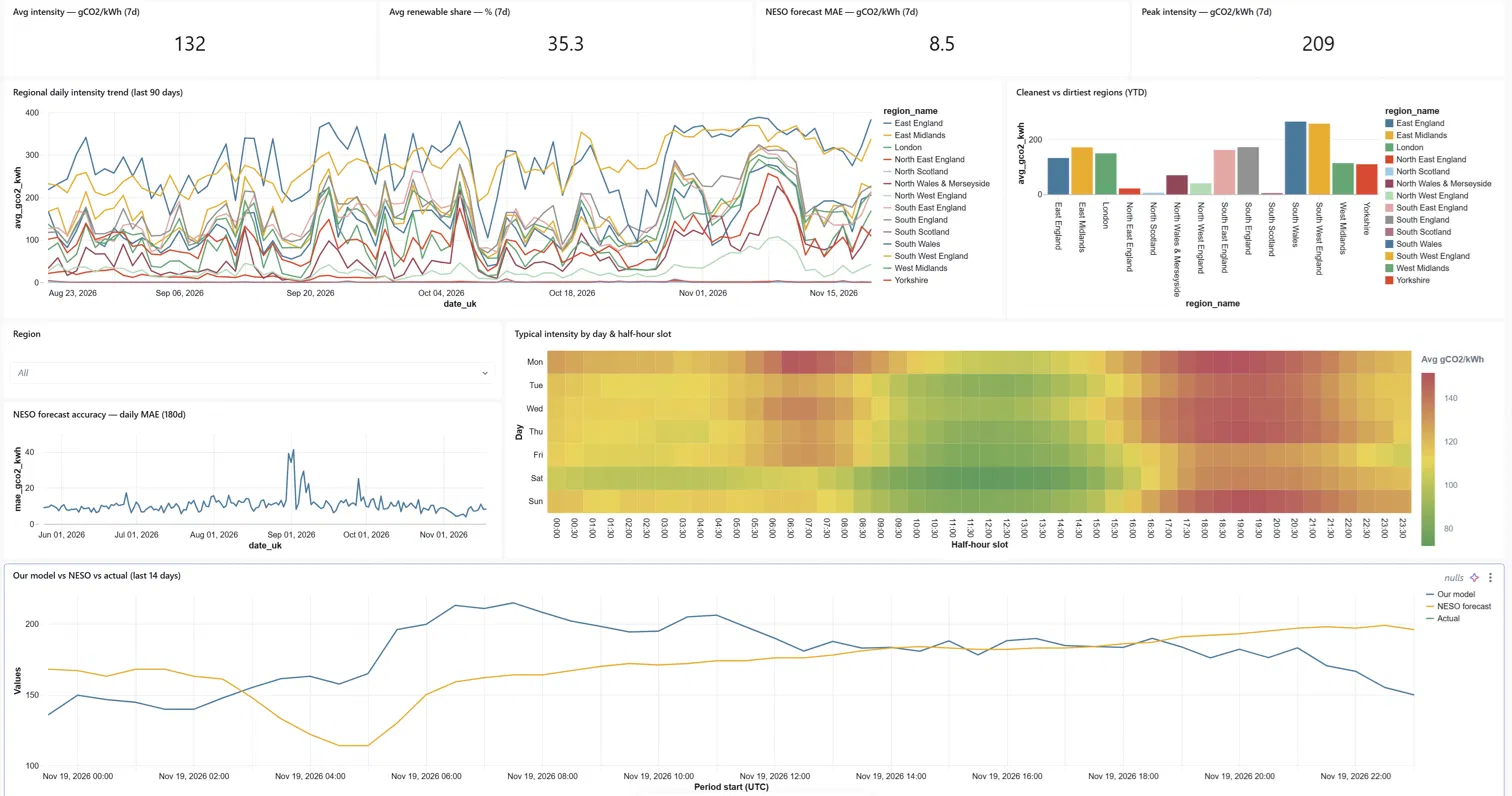 Avg intensity — gCO2/kWh (7d)
132
Avg renewable share — % (7d)
35.3
NESO forecast MAE — gCO2/kWh (7d)
8.5
Peak intensity — gCO2/kWh (7d)
209
Regional daily intensity trend (last 90 days)
avg_gco2_kwh
400
300
200
100
0
Aug 23, 2026
Sep 06, 2026
Sep 20, 2026
Oct 04, 2026
Oct 18, 2026
Nov 01, 2026
Nov 15, 2026
date_uk
region_name
East England
East Midlands
London
North East England
North Scotland
North Wales & Merseyside
North West England
South East England
South England
South Scotland
South Wales
South West England
West Midlands
Yorkshire
Cleanest vs dirtiest regions (YTD)
avg_gco2_kwh
200
0
East England
East Midlands
London
North East England
North Scotland
North Wales & Merseyside
North West England
South East England
South England
South Scotland
South Wales
South West England
West Midlands
Yorkshire
region_name
region_name
East England
East Midlands
London
North East England
North Scotland
North Wales & Merseyside
North West England
South East England
South England
South Scotland
South Wales
South West England
West Midlands
Yorkshire
Region
All
NESO forecast accuracy — daily MAE (180d)
mae_gco2_kwh
40
20
0
Jun 01, 2026
Jul 01, 2026
Aug 01, 2026
Sep 01, 2026
Oct 01, 2026
Nov 01, 2026
date_uk
Typical intensity by day & half-hour slot
Day
Mon
Tue
Wed
Thu
Fri
Sat
Sun
00:00
00:30
01:00
01:30
02:00
02:30
03:00
03:30
04:00
04:30
05:00
05:30
06:00
06:30
07:00
07:30
08:00
08:30
09:00
09:30
10:00
10:30
11:00
11:30
12:00
12:30
13:00
13:30
14:00
14:30
15:00
15:30
16:00
16:30
17:00
17:30
18:00
18:30
19:00
19:30
20:00
20:30
21:00
21:30
22:00
22:30
23:00
23:30
Half-hour slot
Avg gCO2/kWh
140
120
100
80
Our model vs NESO vs actual (last 14 days)
nulls
Our model
NESO forecast
Actual
Values
200
150
100
Nov 19, 2026 00:00
Nov 19, 2026 02:00
Nov 19, 2026 04:00
Nov 19, 2026 06:00
Nov 19, 2026 08:00
Nov 19, 2026 10:00
Nov 19, 2026 12:00
Nov 19, 2026 14:00
Nov 19, 2026 16:00
Nov 19, 2026 18:00
Nov 19, 2026 20:00
Nov 19, 2026 22:00
Period start (UTC)